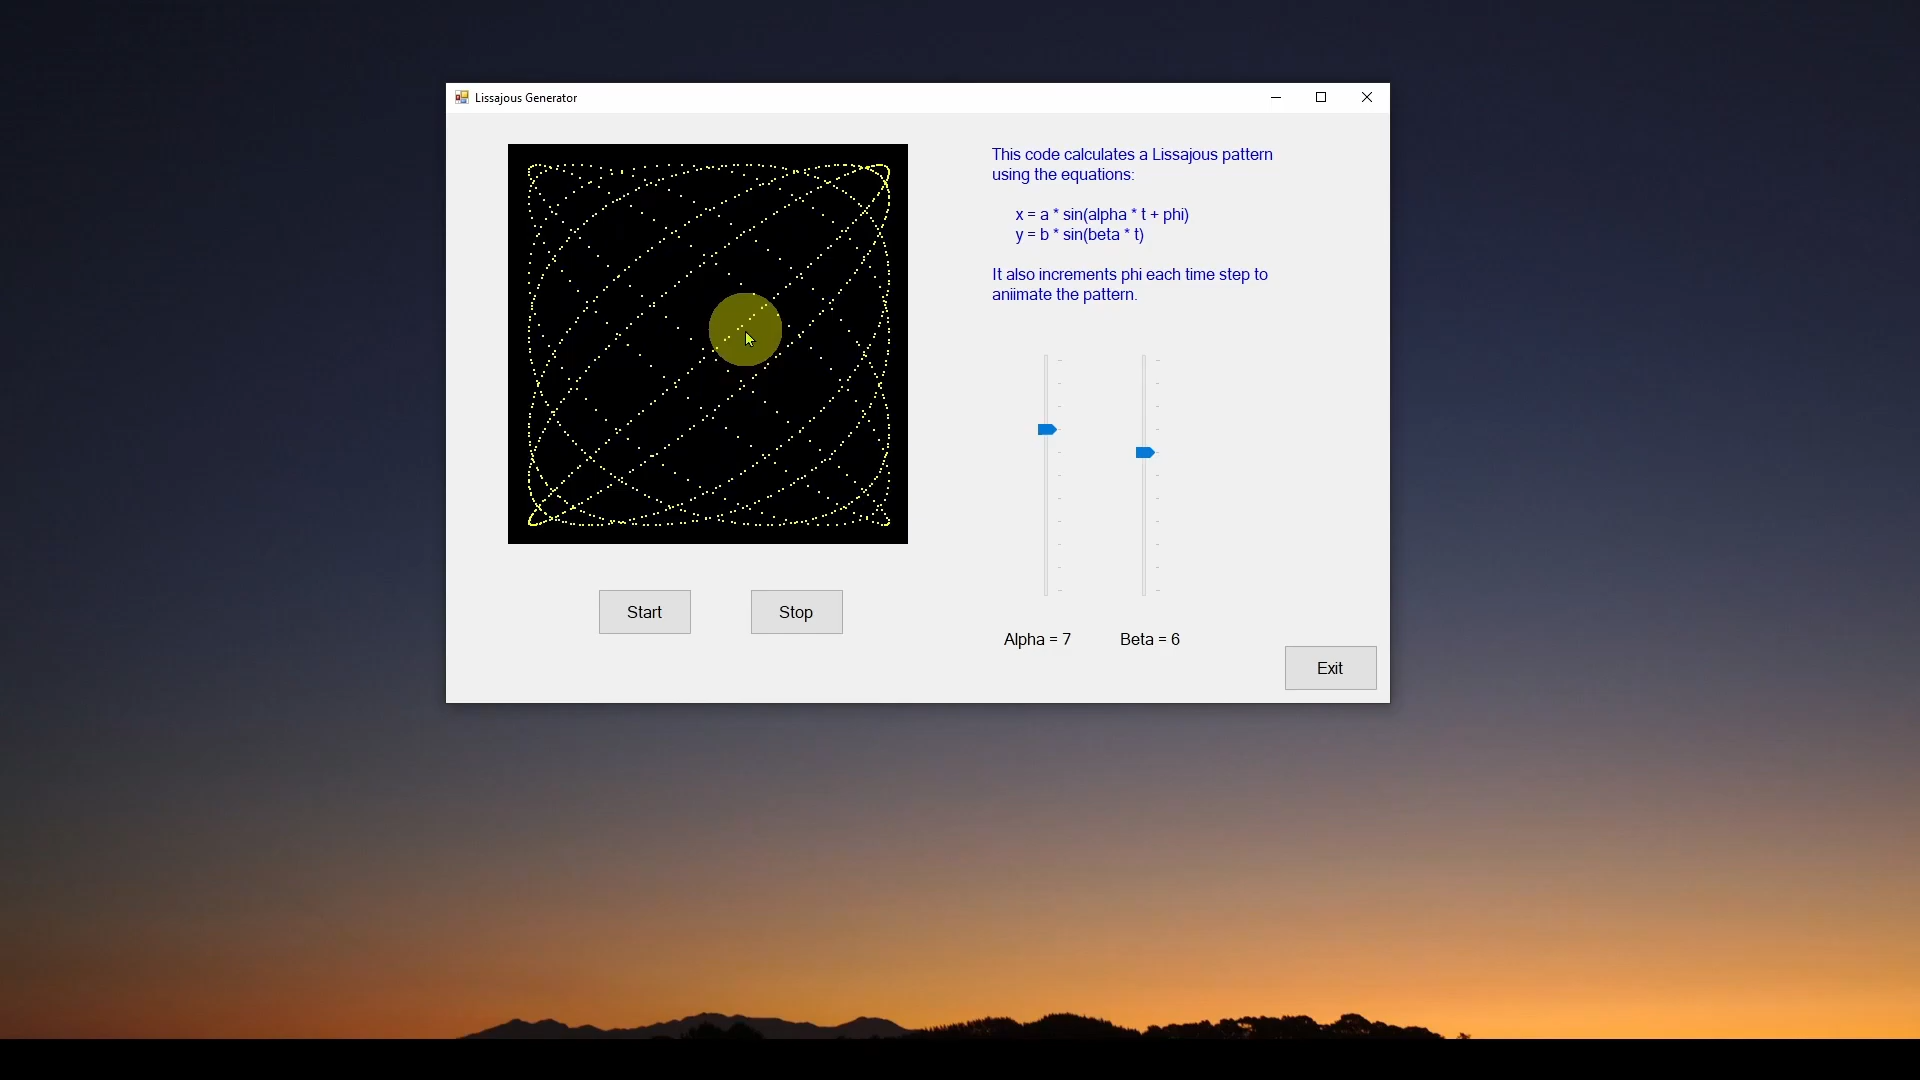 Lissajous Generator
This code calculates a Lissajous pattern
using the equations:
x = a * sin(alpha * t + phi)
y = b * sin(beta * t)
It also increments phi each time step to
aniimate the pattern.
Start
Stop
Alpha = 7
Beta = 6
Exit